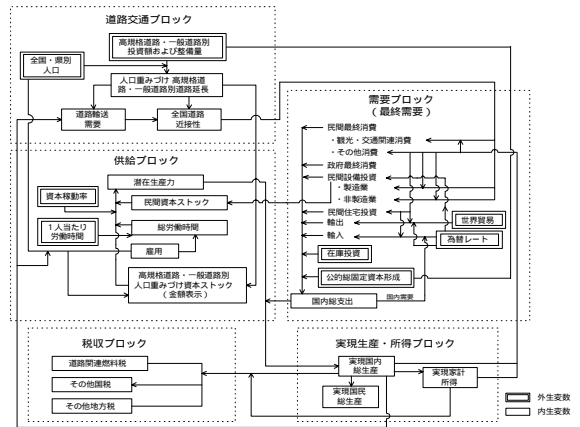 道路交通ブロック
高規格道路・一般道路別
投資額および整備量
全国・県別
人口
人口重みづけ 高規格道
路・一般道路別道路延長
道路輸送
需要
全国道路
近接性
需要ブロック
（最終需要）
民間最終消費
・観光・交通関連消費
・その他消費
政府最終消費
民間設備投資
・製造業
・非製造業
民間住宅投資
輸出
輸入
世界貿易
為替レート
在庫投資
公的総固定資本形成
国内総支出
国内需要
供給ブロック
潜在生産力
資本稼動率
民間資本ストック
１人当たり
労働時間
総労働時間
雇用
高規格道路・一般道路別
人口重みづけ資本ストック
（金額表示）
税収ブロック
道路関連燃料税
その他国税
その他地方税
実現生産・所得ブロック
実現国内
総生産
実現家計
所得
実現国民
総生産
外生変数
内生変数